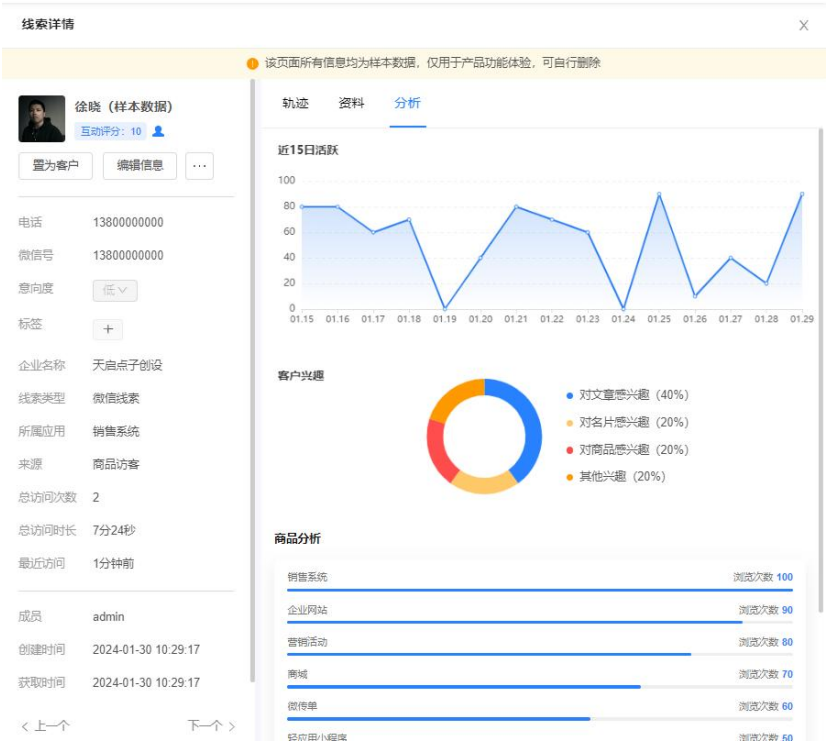 线索详情
该页面所有信息均为样本数据，仅用于产品功能体验，可自行删除
徐晓（样本数据）
互动评分：10
置为客户 编辑信息 ...
电话 13800000000
微信号 13800000000
意向度 低
标签 +
企业名称 天启点子创设
线索类型 微信线索
所属应用 销售系统
来源 商品访客
总访问次数 2
总访问时长 7分24秒
最近访问 1分钟前
成员 admin
创建时间 2024-01-30 10:29:17
获取时间 2024-01-30 10:29:17
< 上一个 下一个 >
轨迹 资料 分析
近15日活跃
100
80
60
40
20
0
01.15 01.16 01.17 01.18 01.19 01.20 01.21 01.22 01.23 01.24 01.25 01.26 01.27 01.28 01.29
客户兴趣
对文章感兴趣（40%）
对名片感兴趣（20%）
对商品感兴趣（20%）
其他兴趣（20%）
商品分析
销售系统 浏览次数 100
企业网站 浏览次数 90
营销活动 浏览次数 80
商城 浏览次数 70
微传单 浏览次数 60
轻应用小程序 浏览次数 50